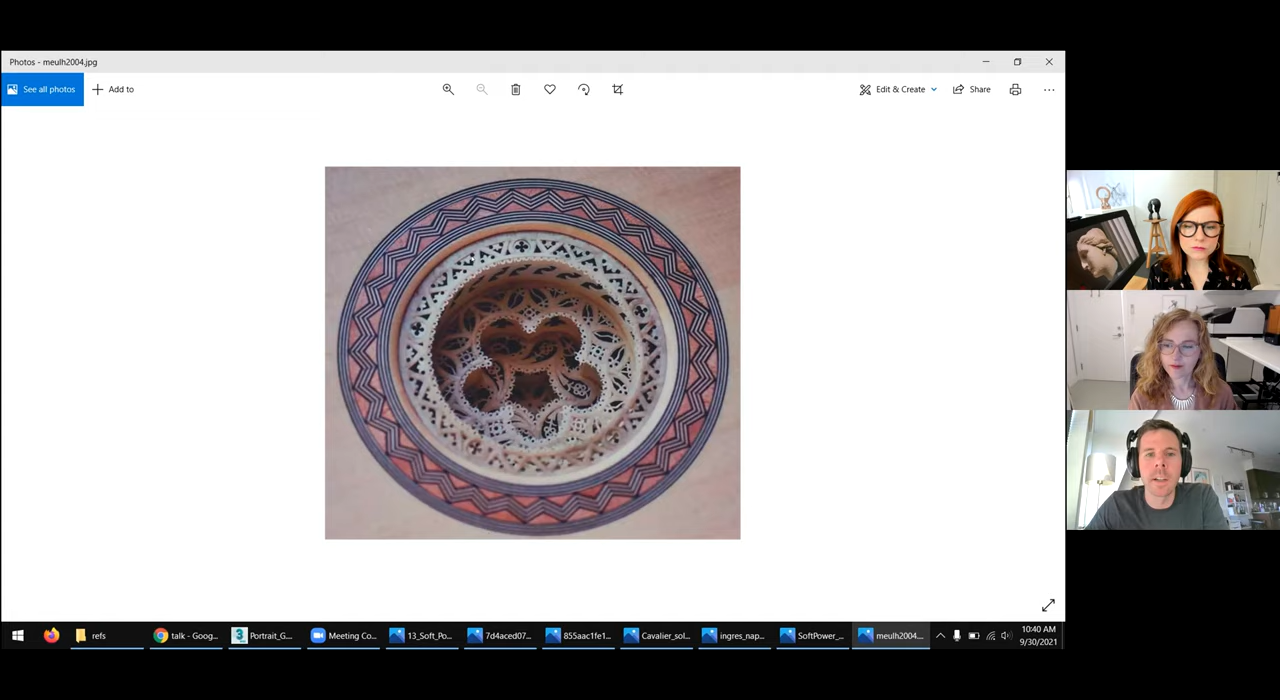 Photos - meulh2004.jpg
See all photos
Add to
Edit & Create
Share
refs
talk - Goog...
Portrait_G...
Meeting Co...
13_Soft_Po...
7d4aced07...
855aac1fe1...
Cavalier_sol...
ingres_nap...
SoftPower_...
meulh2004....
10:40 AM
9/30/2021